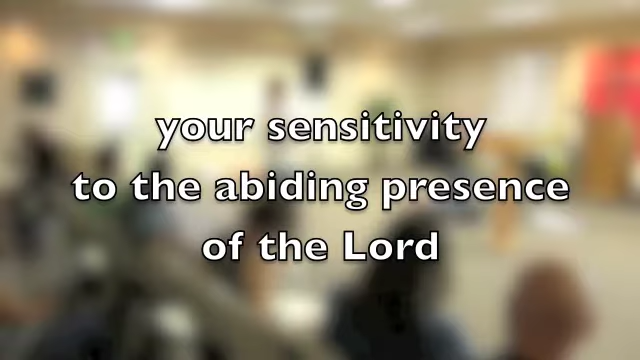 your sensitivity
to the abiding presence
of the Lord